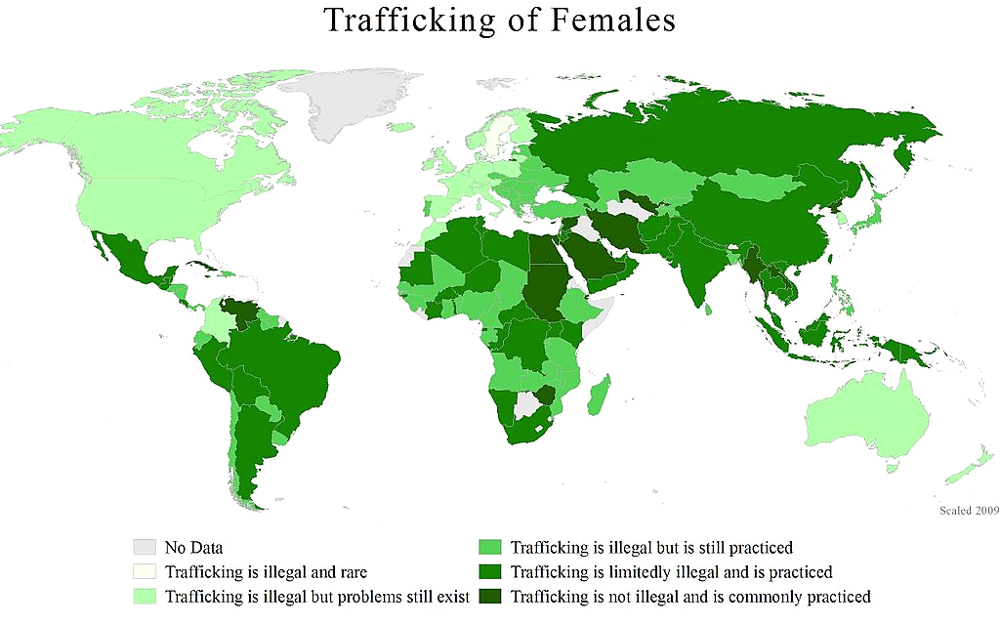 Trafficking of Females
Scaled 2009
No Data
Trafficking is illegal and rare
Trafficking is illegal but problems still exist
Trafficking is illegal but is still practiced
Trafficking is limitedly illegal and is practiced
Trafficking is not illegal and is commonly practiced